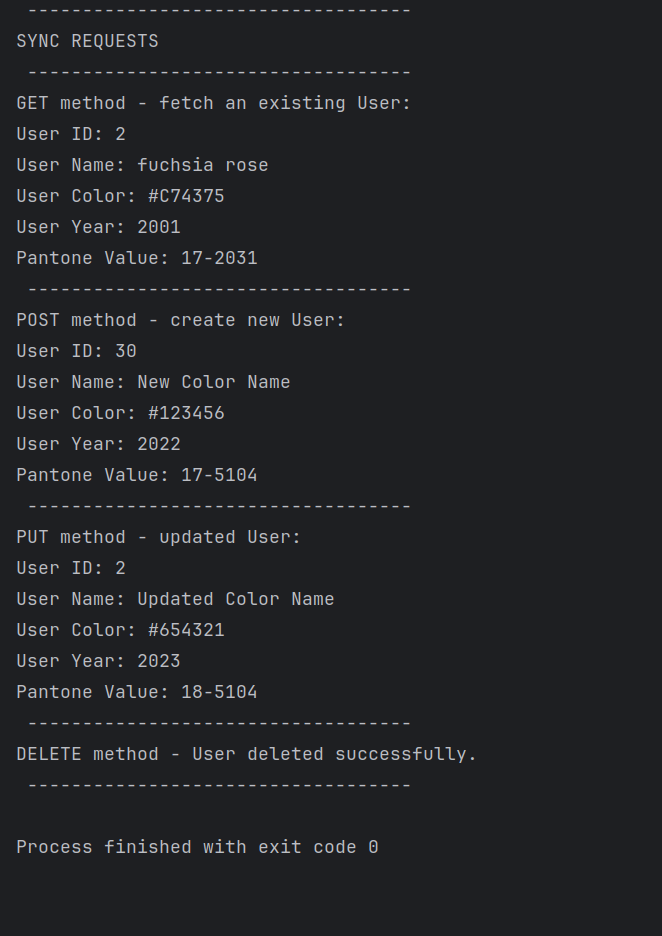 ------------------------------------
SYNC REQUESTS
-----------------------------------
GET method - fetch an existing User:
User ID: 2
User Name: fuchsia rose
User Color: #C74375
User Year: 2001
Pantone Value: 17-2031
-----------------------------------
POST method - create new User:
User ID: 30
User Name: New Color Name
User Color: #123456
User Year: 2022
Pantone Value: 17-5104
-----------------------------------
PUT method - updated User:
User ID: 2
User Name: Updated Color Name
User Color: #654321
User Year: 2023
Pantone Value: 18-5104
-----------------------------------
DELETE method - User deleted successfully.
-----------------------------------
Process finished with exit code 0